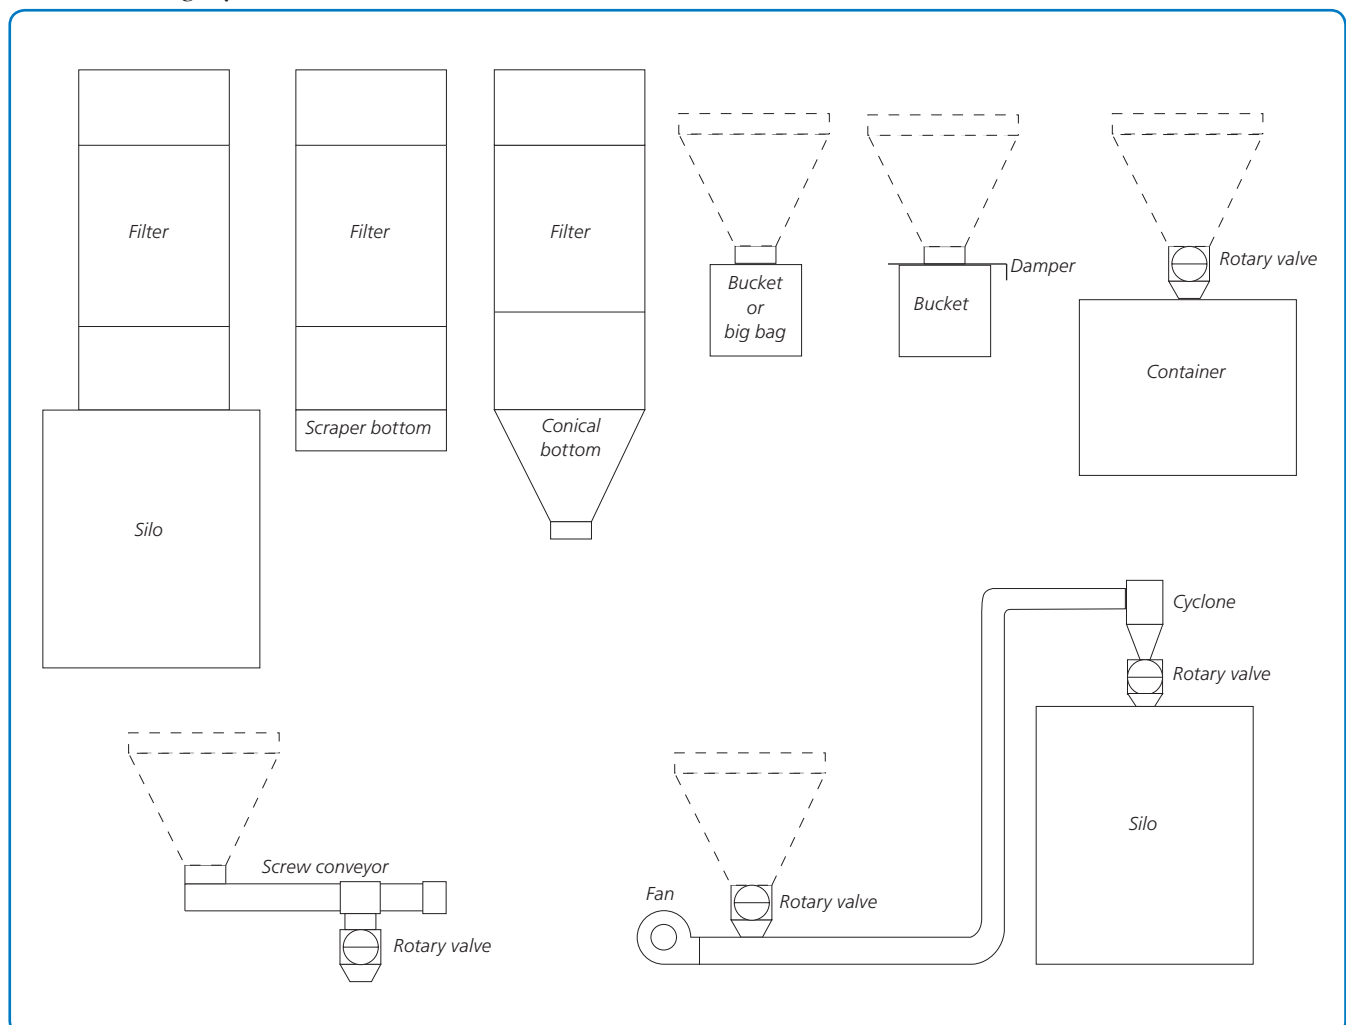 Filter
Filter
Filter
Bucket
or
big bag
Damper
Bucket
Rotary valve
Container
Scraper bottom
Conical
bottom
Silo
Cyclone
Rotary valve
Silo
Screw conveyor
Rotary valve
Fan
Rotary valve